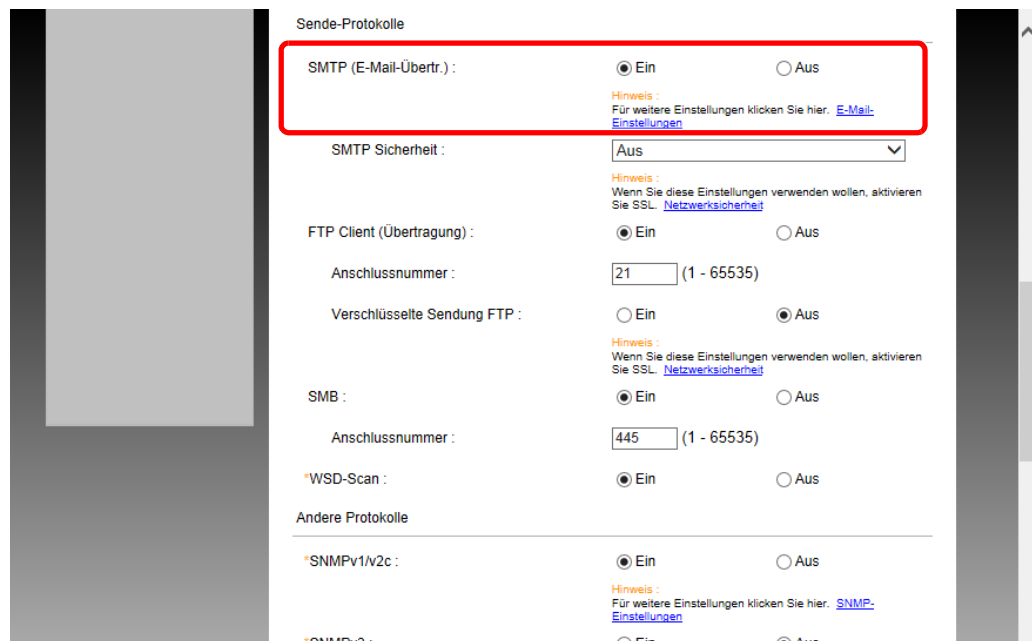 Sende-Protokolle
SMTP (E-Mail-Übertr.) : Ein Aus
Hinweis :
Für weitere Einstellungen klicken Sie hier. E-Mail-
Einstellungen
SMTP Sicherheit : Aus
Hinweis :
Wenn Sie diese Einstellungen verwenden wollen, aktivieren
Sie SSL. Netzwerksicherheit
FTP Client (Übertragung) : Ein Aus
Anschlussnummer : 21 (1 - 65535)
Verschlüsselte Sendung FTP : Ein Aus
Hinweis :
Wenn Sie diese Einstellungen verwenden wollen, aktivieren
Sie SSL. Netzwerksicherheit
SMB : Ein Aus
Anschlussnummer : 445 (1 - 65535)
*WSD-Scan : Ein Aus
Andere Protokolle
*SNMPv1/v2c : Ein Aus
Hinweis :
Für weitere Einstellungen klicken Sie hier. SNMP-
Einstellungen
*SNMPv3 : Ein Aus